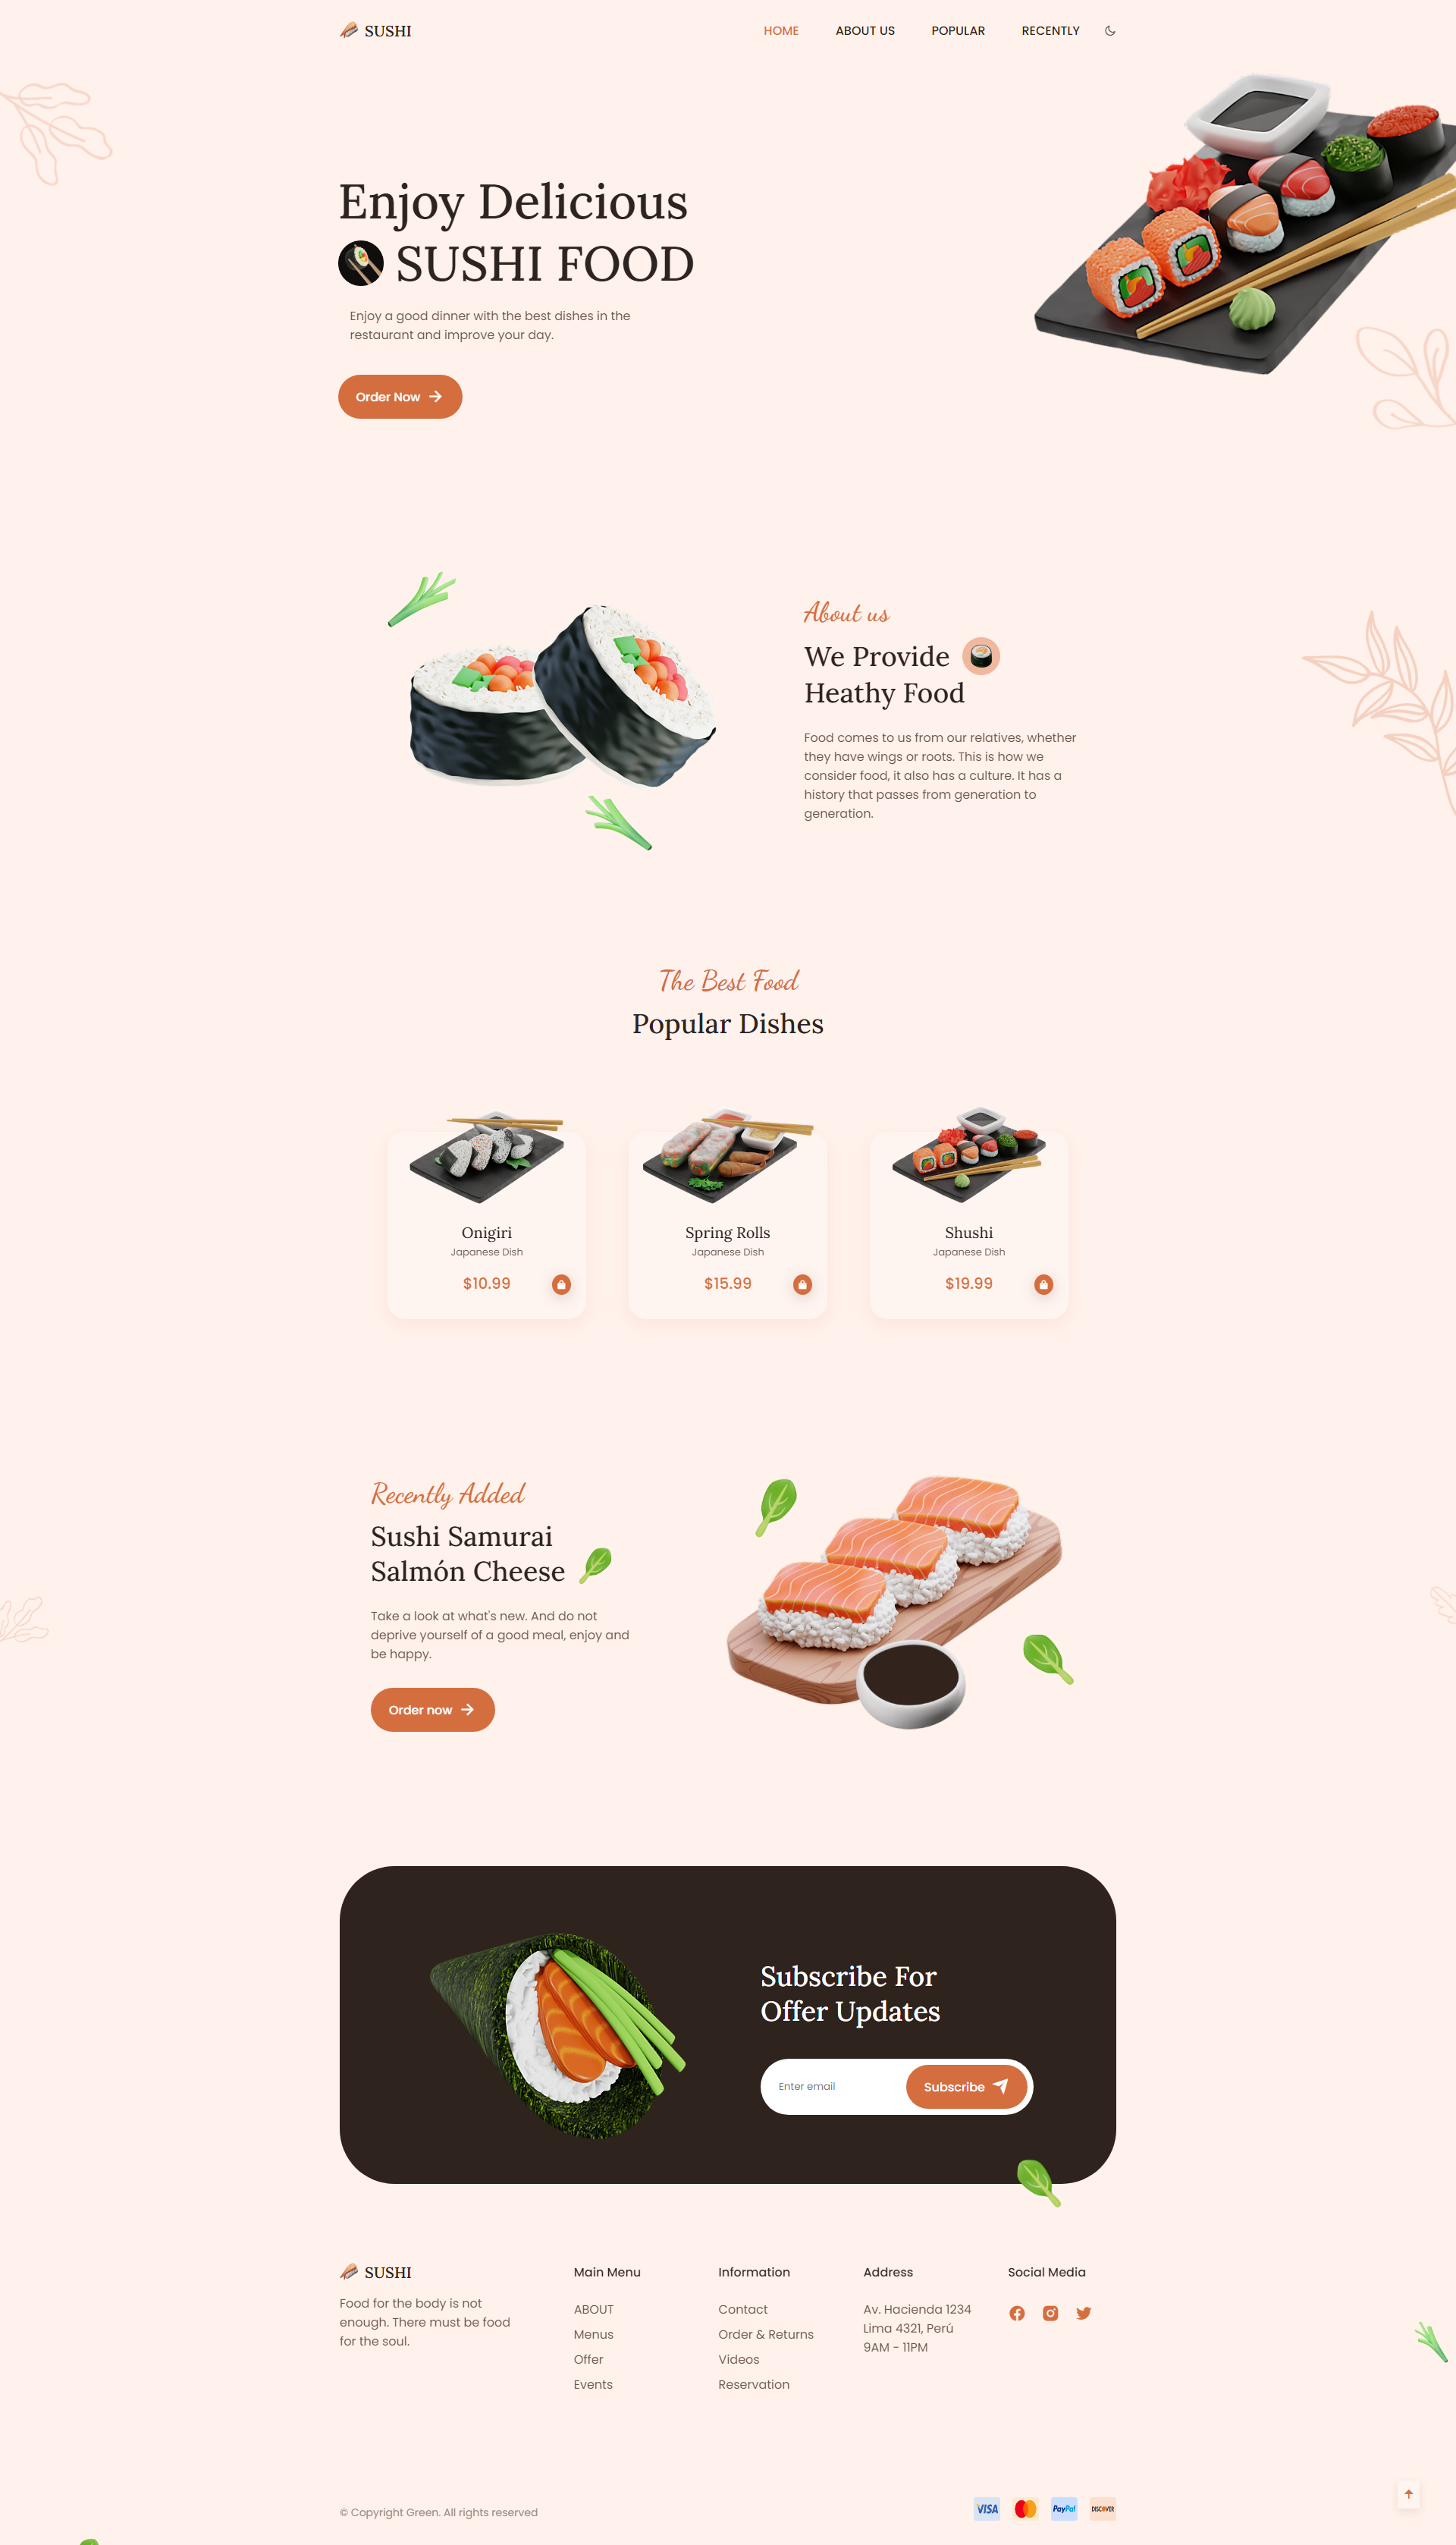 SUSHI
HOME
ABOUT US
POPULAR
RECENTLY
Enjoy Delicious
SUSHI FOOD
Enjoy a good dinner with the best dishes in the
restaurant and improve your day.
Order Now
About us
We Provide
Heathy Food
Food comes to us from our relatives, whether
they have wings or roots. This is how we
consider food, it also has a culture. It has a
history that passes from generation to
generation.
The Best Food
Popular Dishes
Onigiri
Japanese Dish
$10.99
Spring Rolls
Japanese Dish
$15.99
Shushi
Japanese Dish
$19.99
Recently Added
Sushi Samurai
Salmón Cheese
Take a look at what's new. And do not
deprive yourself of a good meal, enjoy and
be happy.
Order now
Subscribe For
Offer Updates
Enter email
Subscribe
SUSHI
Food for the body is not
enough. There must be food
for the soul.
Main Menu
ABOUT
Menus
Offer
Events
Information
Contact
Order & Returns
Videos
Reservation
Address
Av. Hacienda 1234
Lima 4321, Perú
9AM - 11PM
Social Media
© Copyright Green. All rights reserved
VISA
PayPal
DISCOVER